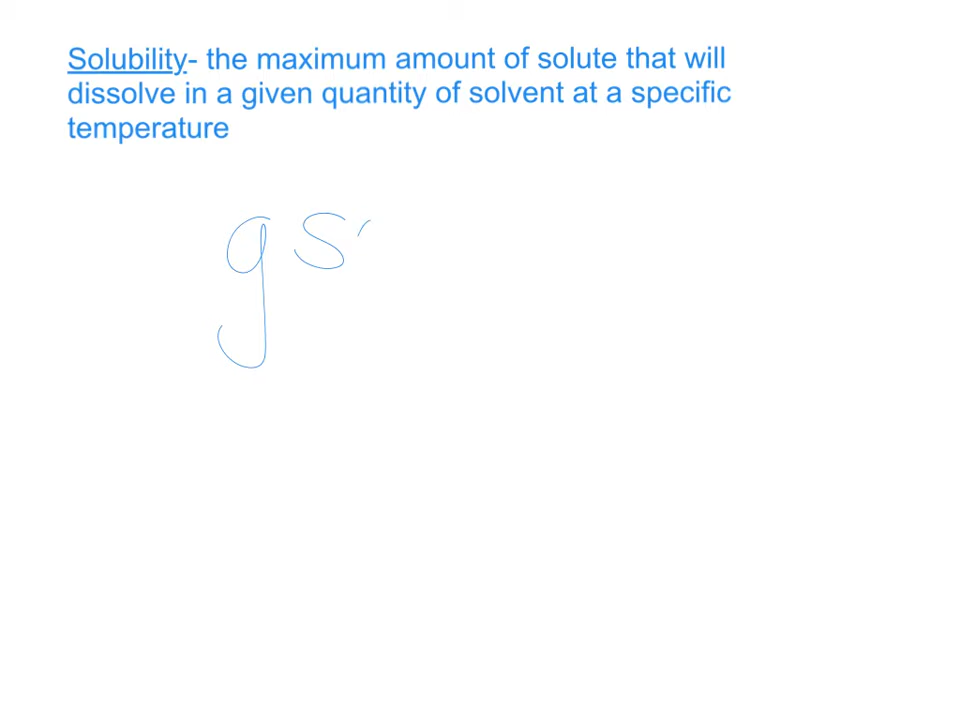 Solubility- the maximum amount of solute that will
dissolve in a given quantity of solvent at a specific
temperature
g s